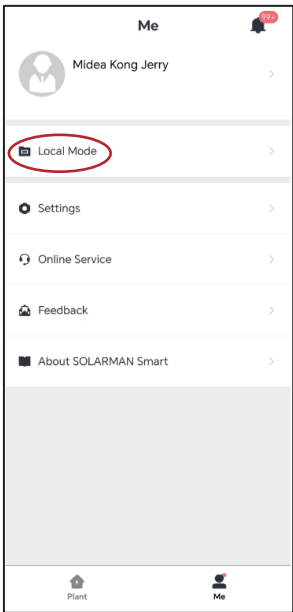 Me
99+
Midea Kong Jerry
Local Mode
Settings
Online Service
Feedback
About SOLARMAN Smart
Plant
Me